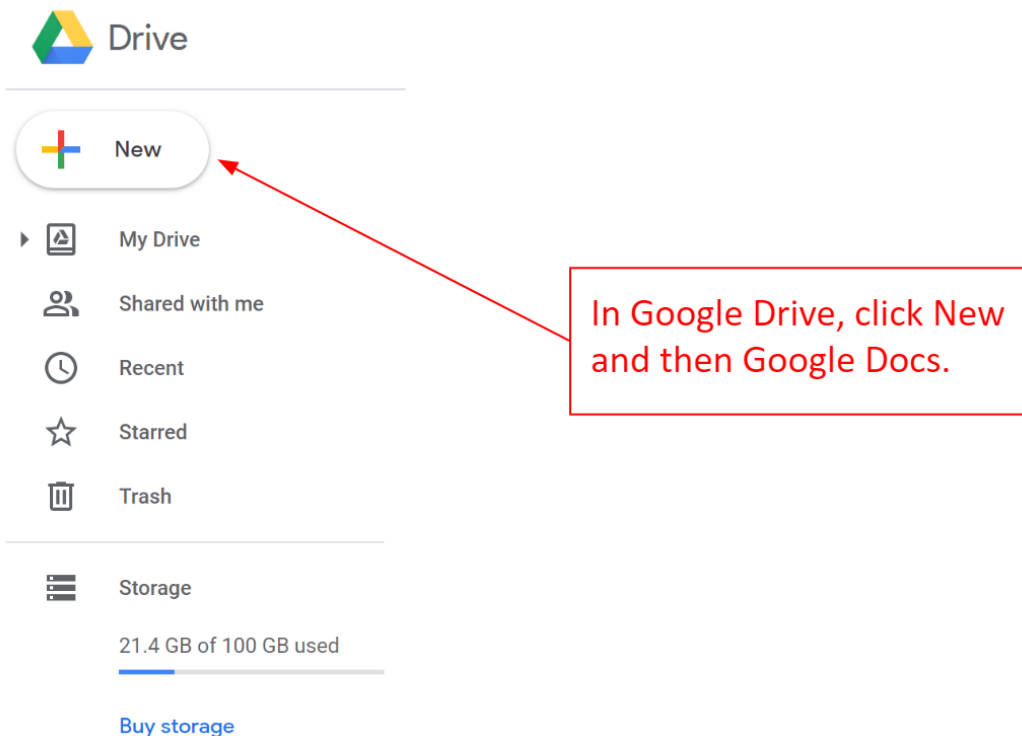 Drive
New
My Drive
Shared with me
Recent
Starred
Trash
Storage
21.4 GB of 100 GB used
Buy storage
In Google Drive, click New
and then Google Docs.